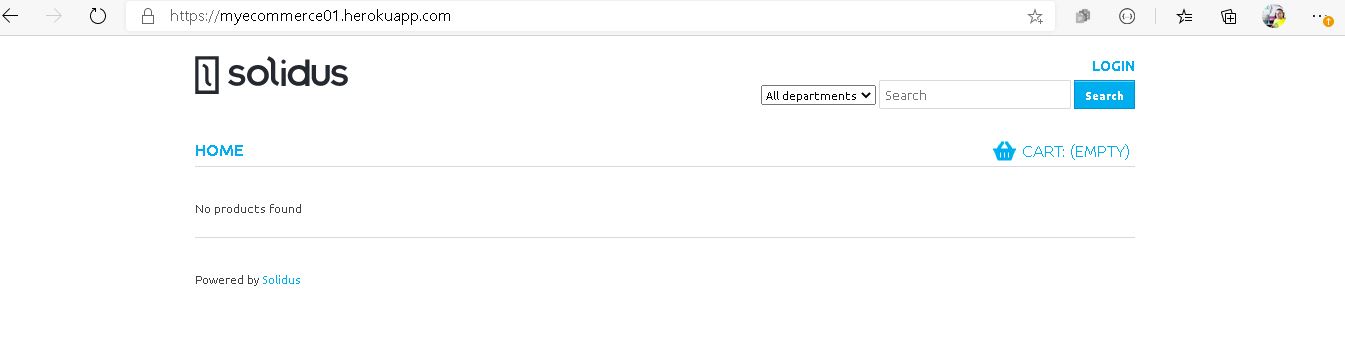 https://myecommerce01.herokuapp.com
solidus
LOGIN
All departments
Search
Search
HOME
CART: (EMPTY)
No products found
Powered by Solidus